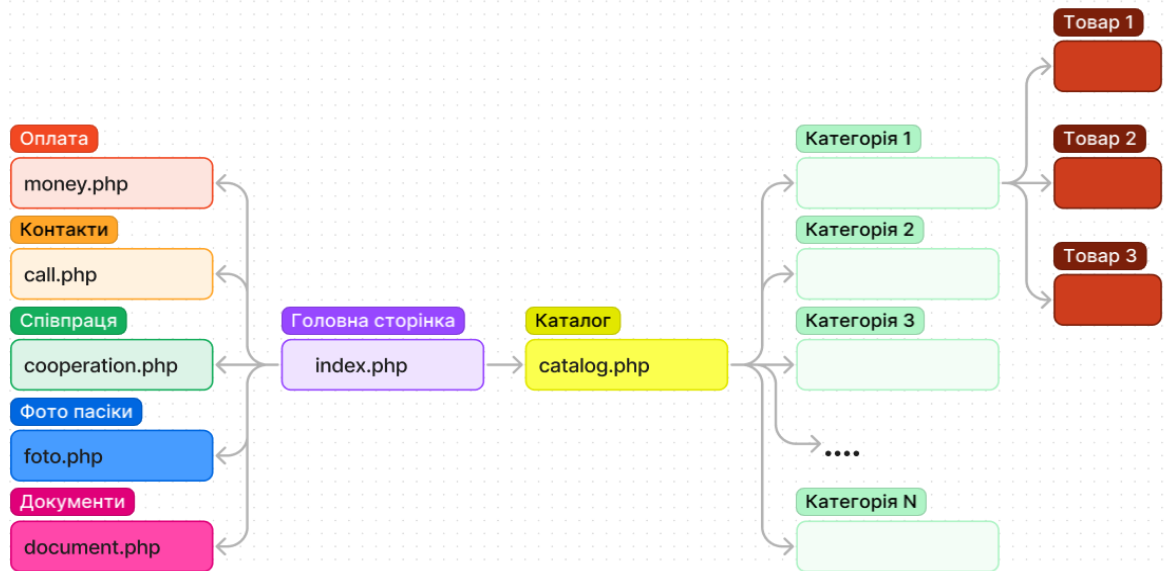 Оплата
money.php
Контакти
call.php
Співпраця
cooperation.php
Фото пасіки
foto.php
Документи
document.php
Головна сторінка
index.php
Каталог
catalog.php
Категорія 1
Категорія 2
Категорія 3
....
Категорія N
Товар 1
Товар 2
Товар 3